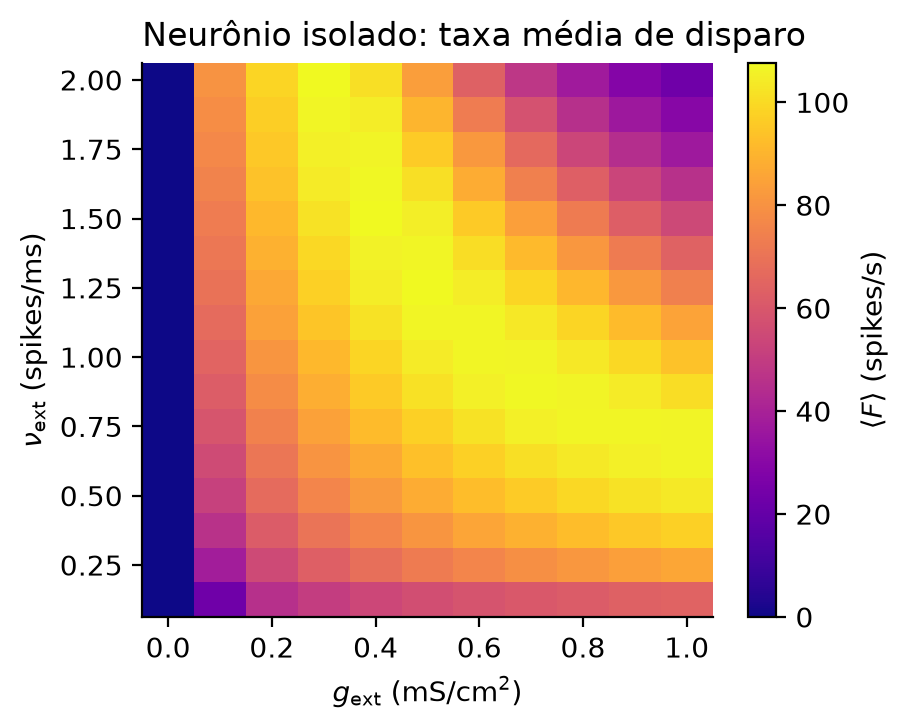 Neurônio isolado: taxa média de disparo
2.00
1.75
1.50
1.25
1.00
0.75
0.50
0.25
ν_ext (spikes/ms)
0.0 0.2 0.4 0.6 0.8 1.0
g_ext (mS/cm²)
100
80
60
40
20
0
⟨F⟩ (spikes/s)